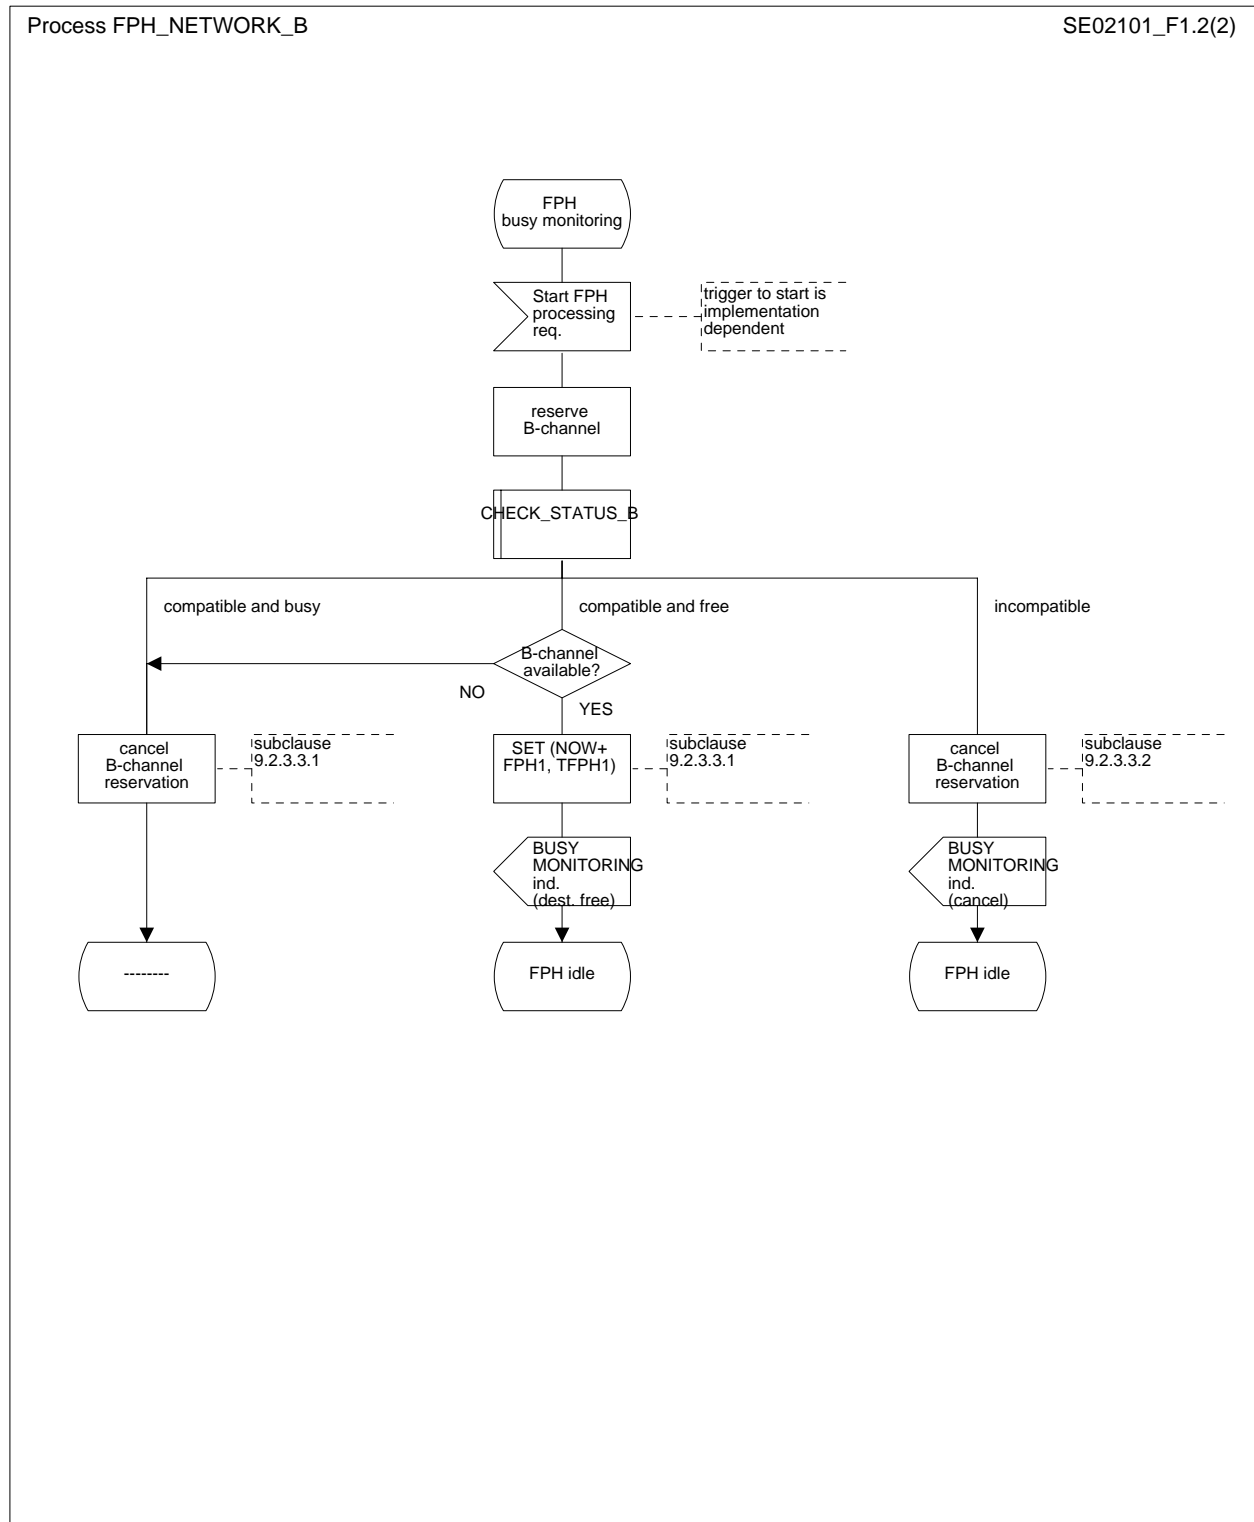 Process FPH_NETWORK_B
SE02101_F1.2(2)
FPH
busy monitoring
Start FPH
processing
req.
trigger to start is
implementation
dependent
reserve
B-channel
CHECK_STATUS_B
compatible and busy
compatible and free
incompatible
B-channel
available?
NO
YES
cancel
B-channel
reservation
subclause
9.2.3.3.1
SET (NOW+
FPH1, TFPH1)
subclause
9.2.3.3.1
cancel
B-channel
reservation
subclause
9.2.3.3.2
BUSY
MONITORING
ind.
(dest. free)
BUSY
MONITORING
ind.
(cancel)
--------
FPH idle
FPH idle